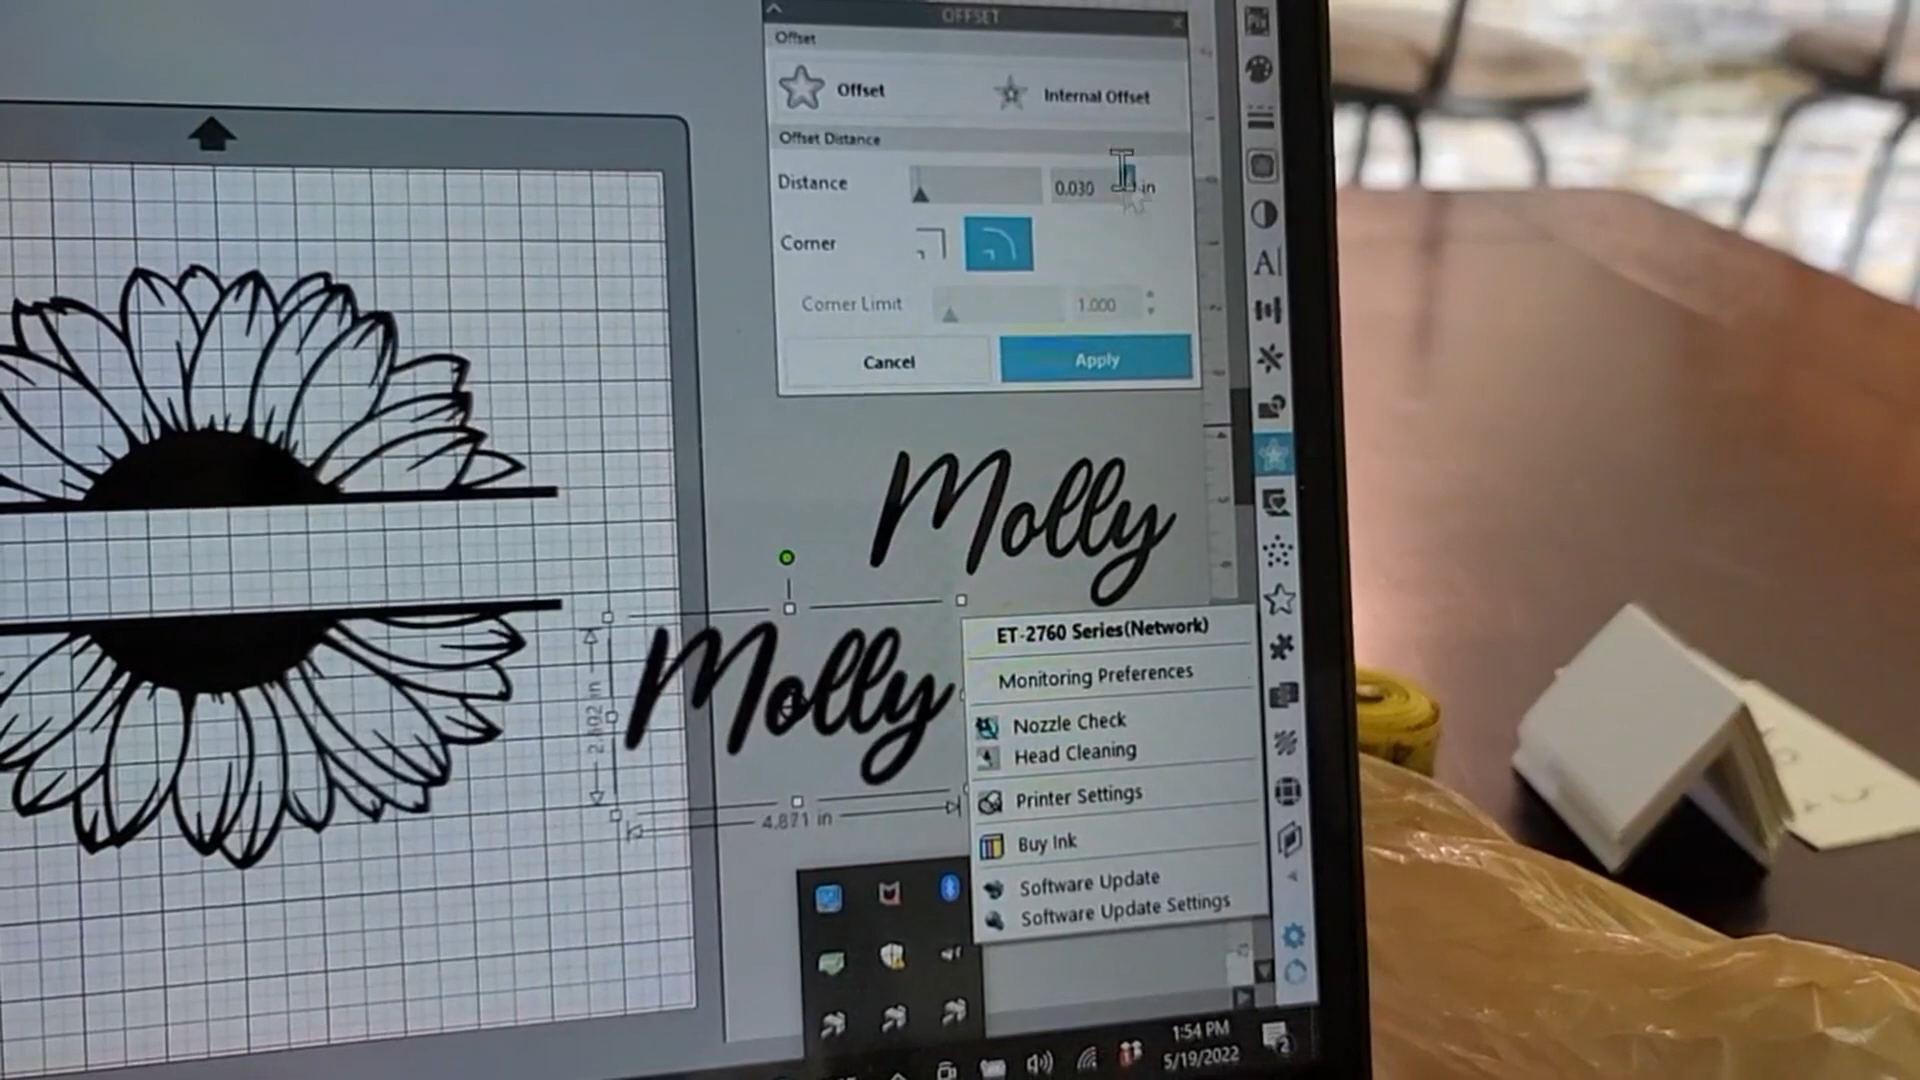 OFFSET
Offset
Offset Internal Offset
Offset Distance
Distance 0.030 in
Corner
Corner Limit 1.000
Cancel Apply
Molly
Molly
4.871 in
ET-2760 Series(Network)
Monitoring Preferences
Nozzle Check
Head Cleaning
Printer Settings
Buy Ink
Software Update
Software Update Settings
1:54 PM
5/19/2022
2